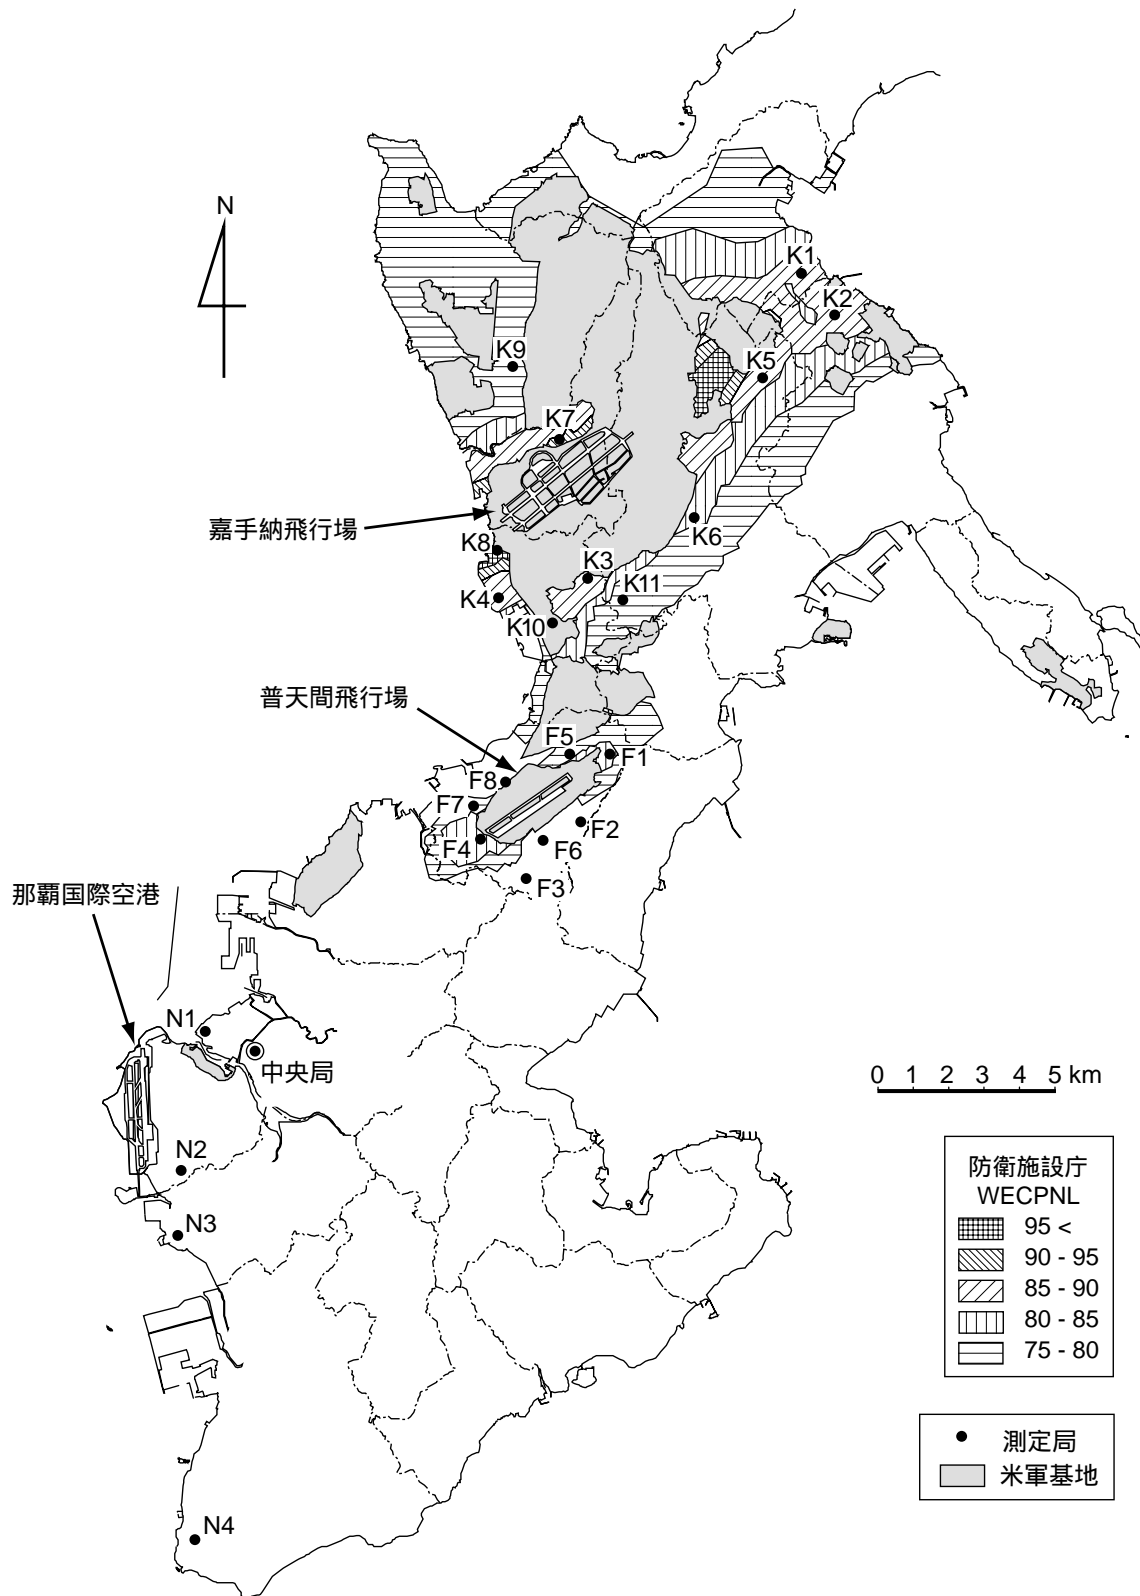 N
K1
K2
K9
K5
K7
嘉手納飛行場
K6
K8
K3
K4
K11
K10
普天間飛行場
F5
F1
F8
F7
F2
F4
F6
F3
那覇国際空港
N1
中央局
0 1 2 3 4 5 km
N2
N3
防衛施設庁
WECPNL
95 <
90 - 95
85 - 90
80 - 85
75 - 80
測定局
米軍基地
N4